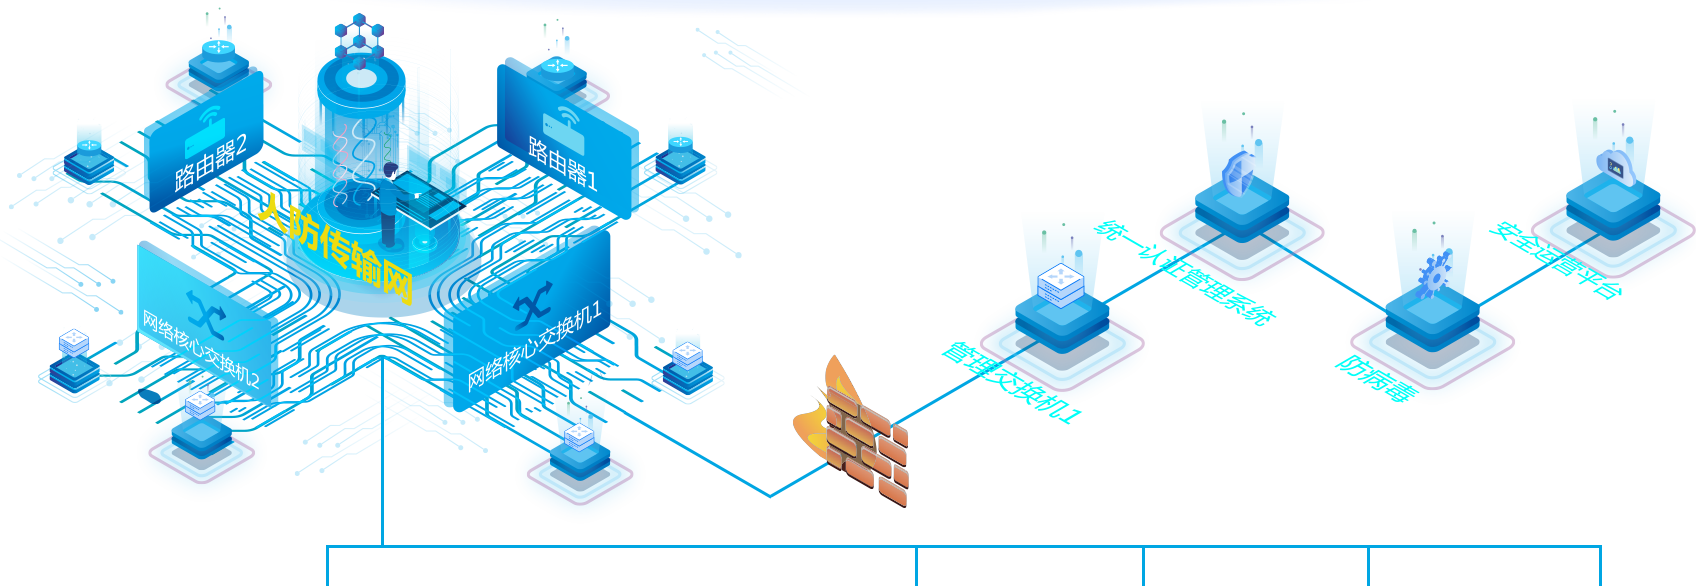 路由器2
路由器1
人防传输网
网络核心交换机2
网络核心交换机1
统一认证管理系统
安全运营平台
管理交换机1
防病毒